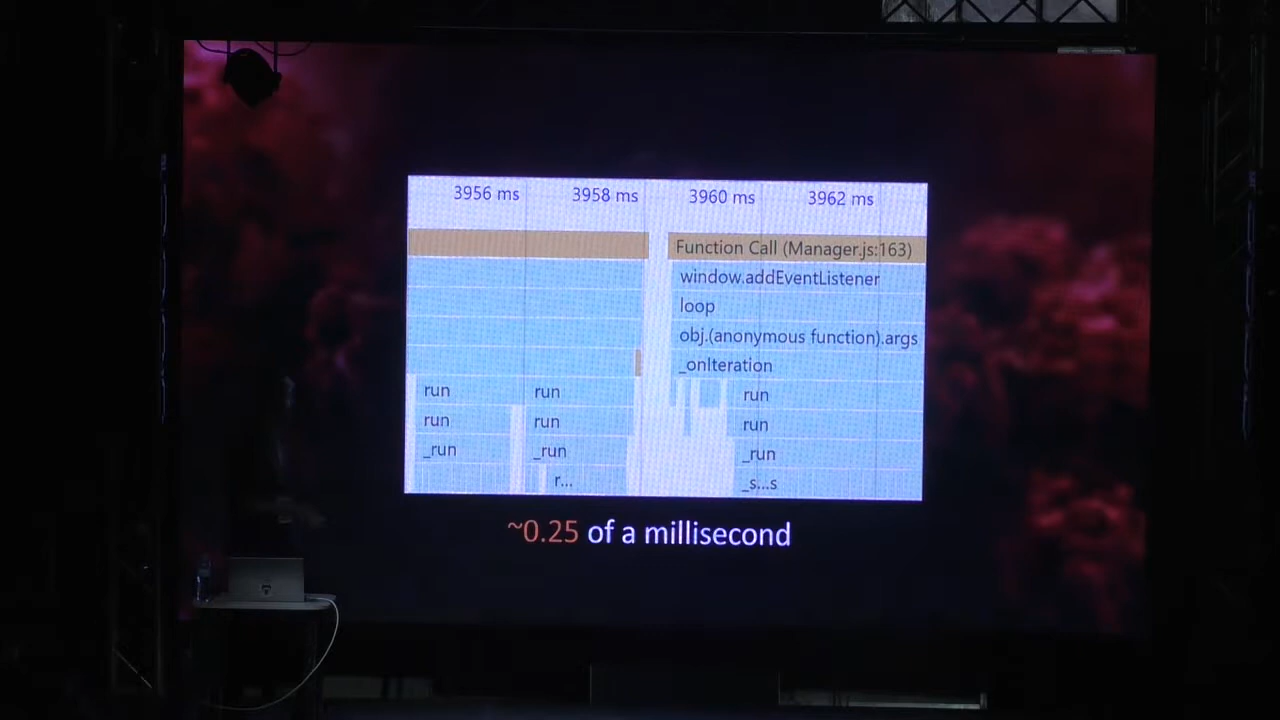 3956 ms 3958 ms 3960 ms 3962 ms
Function Call (Manager.js:163)
window.addEventListener
loop
obj.(anonymous function).args
_onIteration
run run run
run run run
_run _run _run
r... _s...s
~0.25 of a millisecond